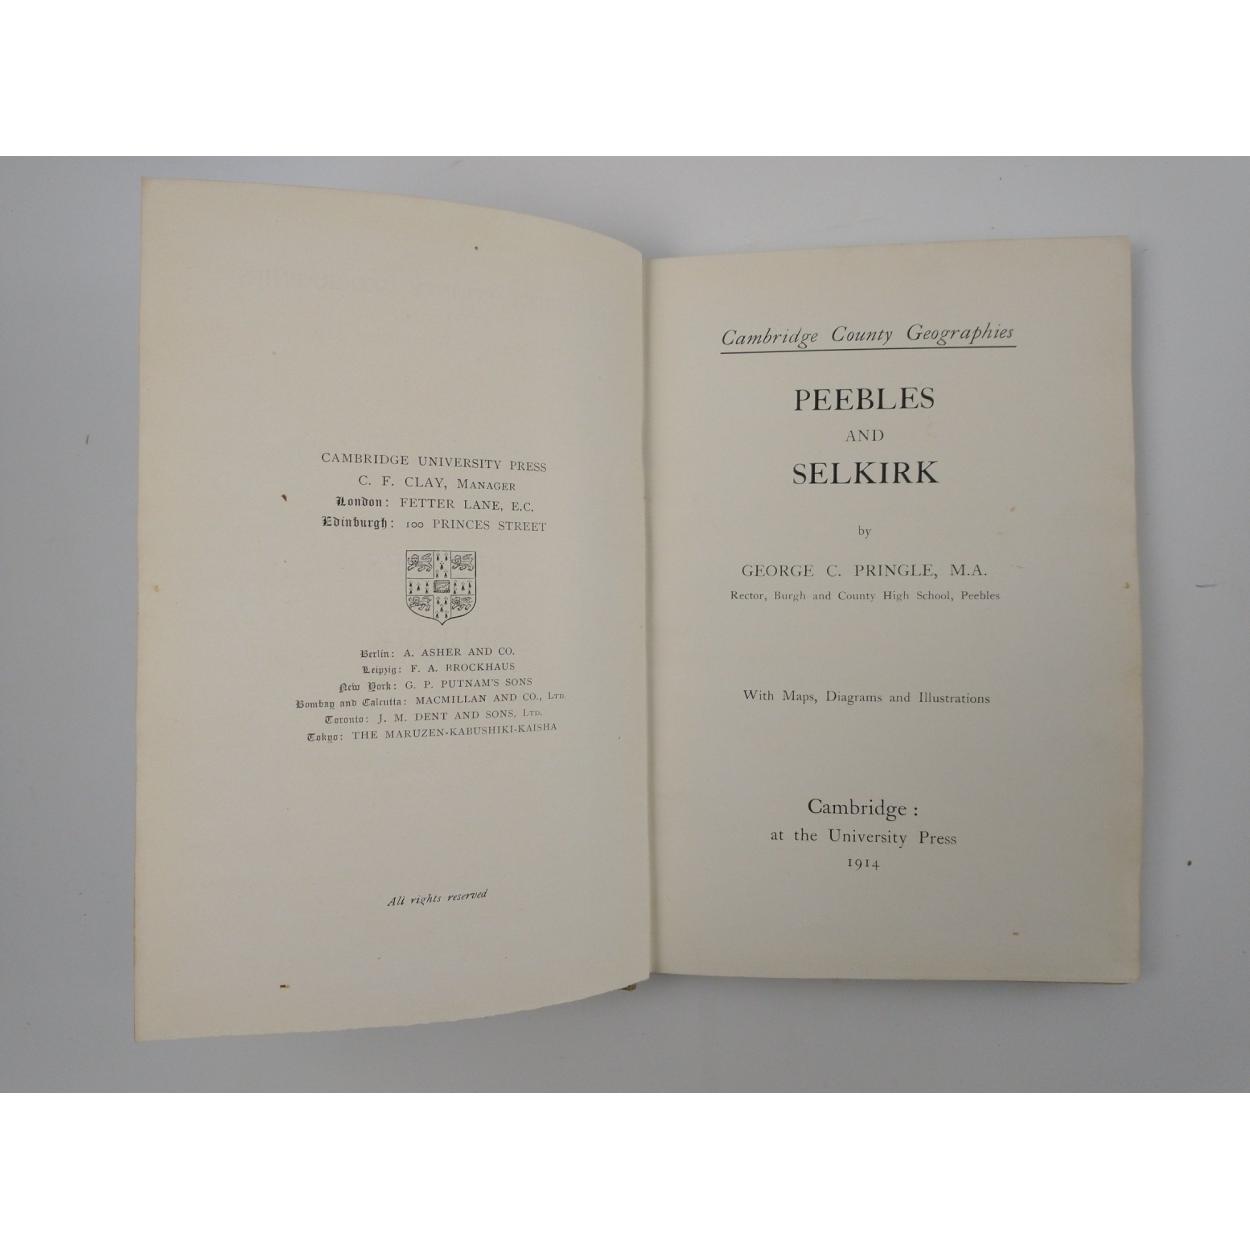 CAMBRIDGE UNIVERSITY PRESS
C. F. CLAY, MANAGER
London: FETTER LANE, E.C.
Edinburgh: 100 PRINCES STREET
Berlin: A. ASHER AND CO.
Leipzig: F. A. BROCKHAUS
New York: G. P. PUTNAM'S SONS
Bombay and Calcutta: MACMILLAN AND CO., LTD.
Toronto: J. M. DENT AND SONS, LTD.
Tokyo: THE MARUZEN-KABUSHIKI-KAISHA
All rights reserved
Cambridge County Geographies
PEEBLES
AND
SELKIRK
by
GEORGE C. PRINGLE, M.A.
Rector, Burgh and County High School, Peebles
With Maps, Diagrams and Illustrations
Cambridge:
at the University Press
1914